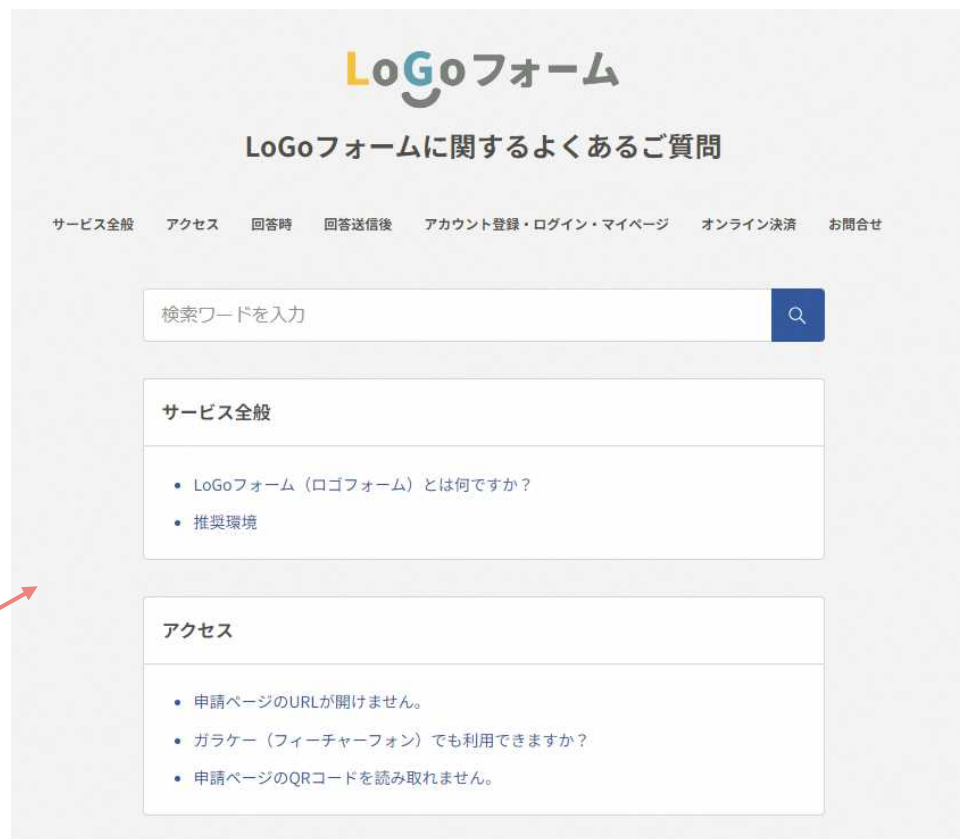 LoGoフォーム
LoGoフォームに関するよくあるご質問
サービス全般 アクセス 回答時 回答送信後 アカウント登録・ログイン・マイページ オンライン決済 お問合せ
検索ワードを入力
サービス全般
• LoGoフォーム（ロゴフォーム）とは何ですか？
• 推奨環境
アクセス
• 申請ページのURLが開けません。
• ガラケー（フィーチャーフォン）でも利用できますか？
• 申請ページのQRコードを読み取れません。